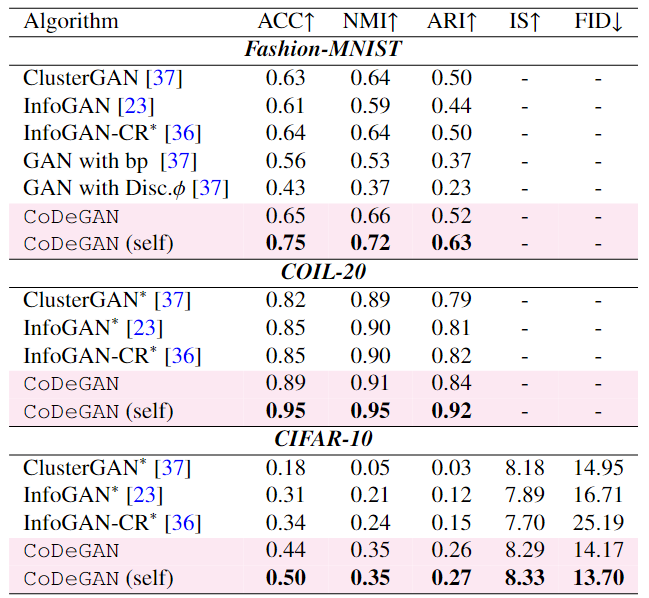 Algorithm ACC↑ NMI↑ ARI↑ IS↑ FID↓
Fashion-MNIST
ClusterGAN [37] 0.63 0.64 0.50 - -
InfoGAN [23] 0.61 0.59 0.44 - -
InfoGAN-CR* [36] 0.64 0.64 0.50 - -
GAN with bp [37] 0.56 0.53 0.37 - -
GAN with Disc.ϕ [37] 0.43 0.37 0.23 - -
CoDeGAN 0.65 0.66 0.52 - -
CoDeGAN (self) 0.75 0.72 0.63 - -
COIL-20
ClusterGAN* [37] 0.82 0.89 0.79 - -
InfoGAN* [23] 0.85 0.90 0.81 - -
InfoGAN-CR* [36] 0.85 0.90 0.82 - -
CoDeGAN 0.89 0.91 0.84 - -
CoDeGAN (self) 0.95 0.95 0.92 - -
CIFAR-10
ClusterGAN* [37] 0.18 0.05 0.03 8.18 14.95
InfoGAN* [23] 0.31 0.21 0.12 7.89 16.71
InfoGAN-CR* [36] 0.34 0.24 0.15 7.70 25.19
CoDeGAN 0.44 0.35 0.26 8.29 14.17
CoDeGAN (self) 0.50 0.35 0.27 8.33 13.70